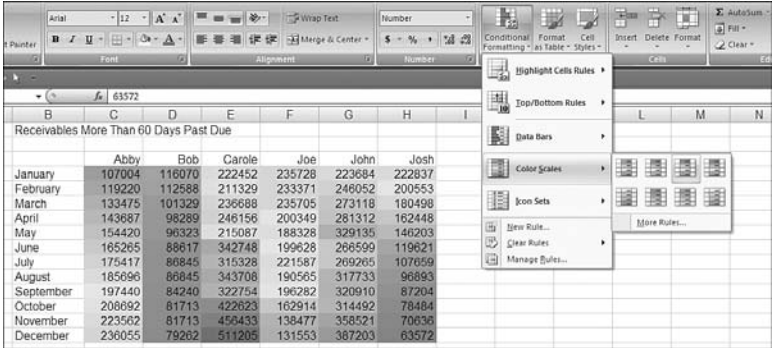 Arial 12 A A Wrap Text Number Conditional Formatting Format as Table Cell Styles Insert Delete Format Σ AutoSum
t Painter B I U A Merge & Center $ % , Fill
Clear
Font Alignment Number Cells
fx 63572
Highlight Cells Rules
Top/Bottom Rules
Data Bars
Color Scales
Icon Sets
New Rule...
Clear Rules
Manage Rules...
More Rules...
B C D E F G H I L M N
Receivables More Than 60 Days Past Due
Abby Bob Carole Joe John Josh
January 107004 116070 222452 235728 223684 222837
February 119220 112588 211329 233371 246052 200553
March 133475 101329 236688 235705 273118 180498
April 143687 98289 246156 200349 281312 162448
May 154420 96323 215087 188328 329135 146203
June 165265 88617 342748 199628 266599 119621
July 175417 86845 315328 221587 269265 107659
August 185696 86845 343708 190565 317733 96893
September 197440 84240 322754 196282 320910 87204
October 208692 81713 422623 162914 314492 78484
November 223562 81713 456433 138477 358521 70636
December 236055 79262 511205 131553 387203 63572